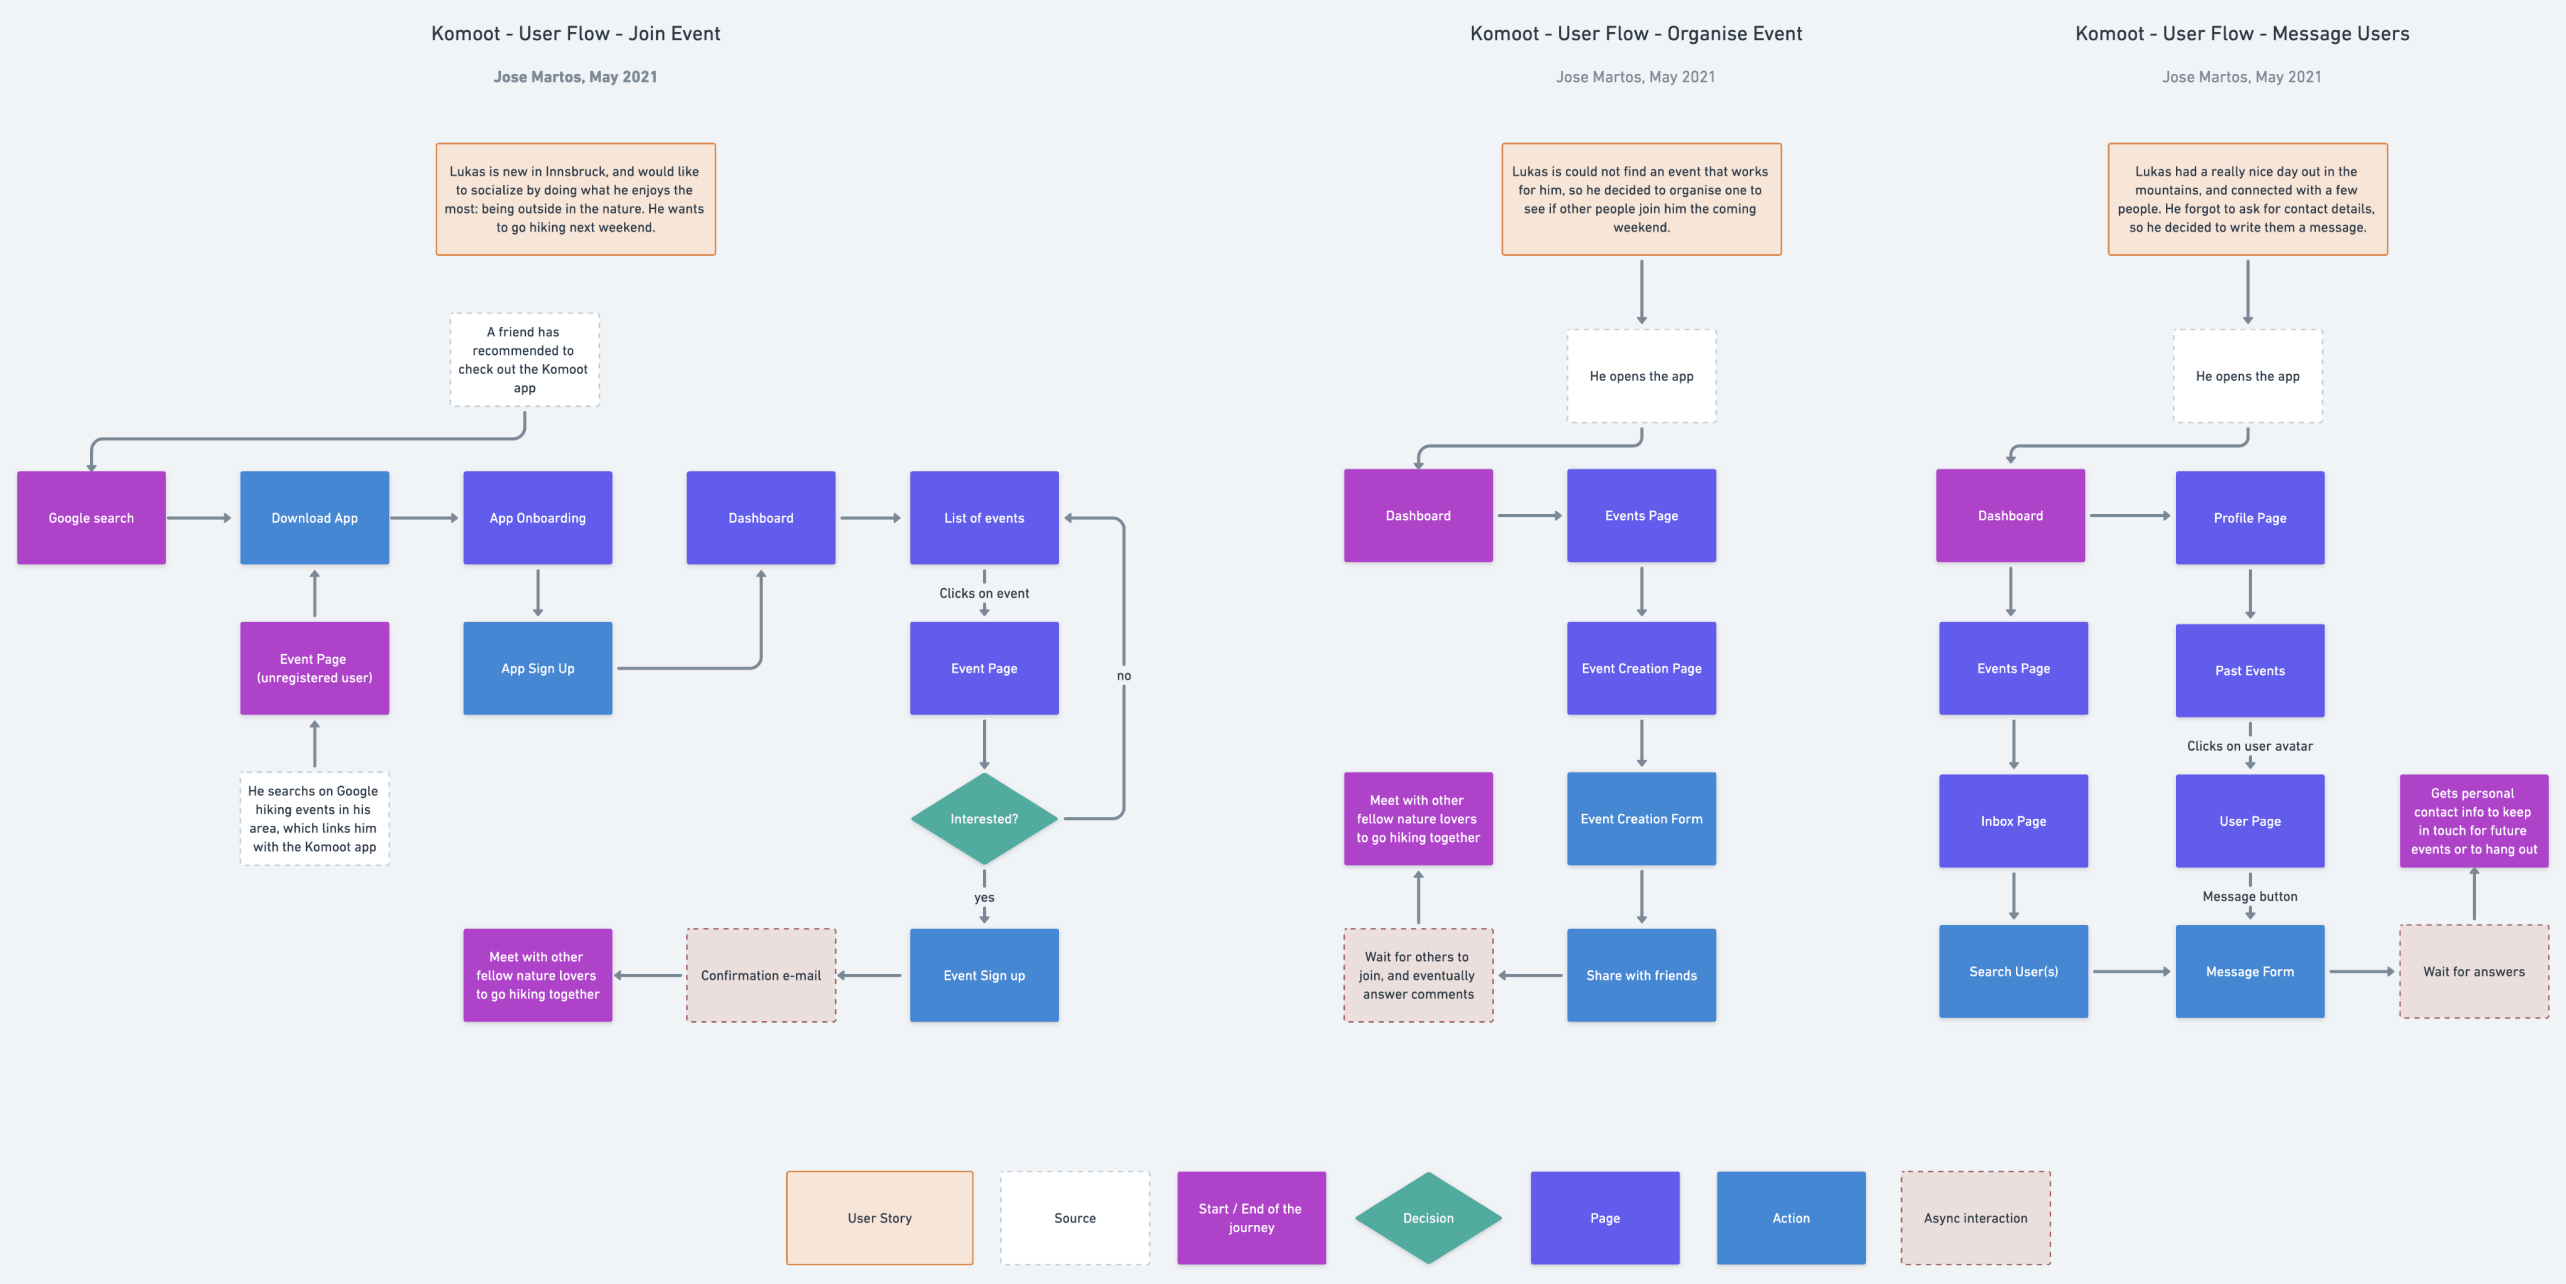 Komoot - User Flow - Join Event
Jose Martos, May 2021
Lukas is new in Innsbruck, and would like
to socialize by doing what he enjoys the
most: being outside in the nature. He wants
to go hiking next weekend.
A friend has
recommended to
check out the Komoot
app
Google search
Download App
App Onboarding
Dashboard
List of events
Clicks on event
Event Page
(unregistered user)
App Sign Up
Event Page
no
He searchs on Google
hiking events in his
area, which links him
with the Komoot app
Interested?
yes
Meet with other
fellow nature lovers
to go hiking together
Confirmation e-mail
Event Sign up
Komoot - User Flow - Organise Event
Jose Martos, May 2021
Lukas is could not find an event that works
for him, so he decided to organise one to
see if other people join him the coming
weekend.
He opens the app
Dashboard
Events Page
Event Creation Page
Meet with other
fellow nature lovers
to go hiking together
Event Creation Form
Wait for others to
join, and eventually
answer comments
Share with friends
Komoot - User Flow - Message Users
Jose Martos, May 2021
Lukas had a really nice day out in the
mountains, and connected with a few
people. He forgot to ask for contact details,
so he decided to write them a message.
He opens the app
Dashboard
Profile Page
Events Page
Past Events
Clicks on user avatar
Inbox Page
User Page
Gets personal
contact info to keep
in touch for future
events or to hang out
Message button
Search User(s)
Message Form
Wait for answers
User Story
Source
Start / End of the
journey
Decision
Page
Action
Async interaction